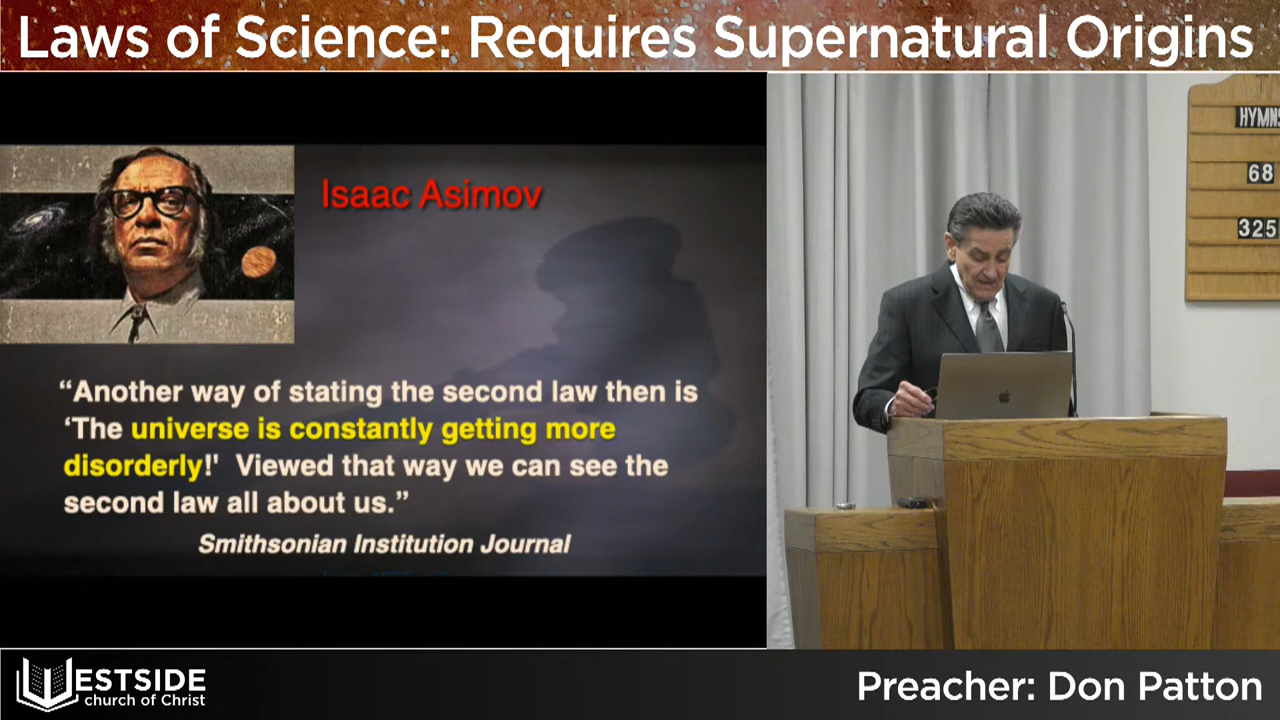 Laws of Science: Requires Supernatural Origins
Isaac Asimov
“Another way of stating the second law then is
‘The universe is constantly getting more
disorderly!' Viewed that way we can see the
second law all about us.”
Smithsonian Institution Journal
HYMNS
68
325
WESTSIDE
church of Christ
Preacher: Don Patton